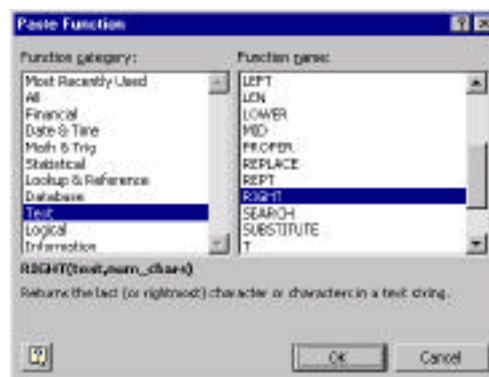 Paste Function
Function category:
Most Recently Used
All
Financial
Date & Time
Math & Trig
Statistical
Lookup & Reference
Database
Text
Logical
Information
Function name:
LEFT
LEN
LOWER
MID
PROPER
REPLACE
REPT
RIGHT
SEARCH
SUBSTITUTE
T
RIGHT(text,num_chars)
Returns the last (or rightmost) character or characters in a text string.
OK
Cancel